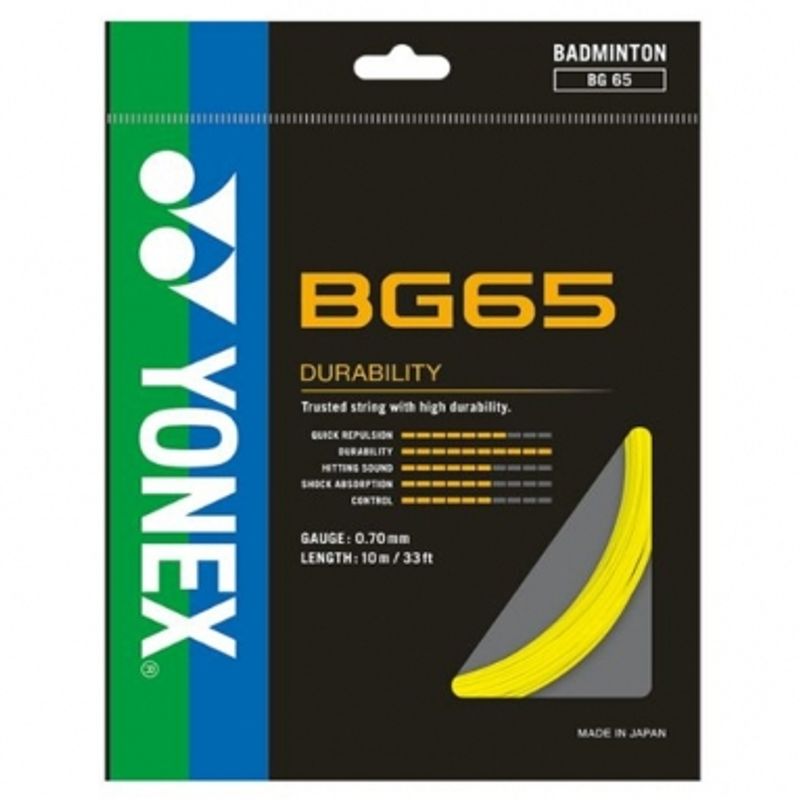 BADMINTON
BG 65
YONEX
®
BG65
DURABILITY
Trusted string with high durability.
QUICK REPULSION
DURABILITY
HITTING SOUND
SHOCK ABSORPTION
CONTROL
GAUGE : 0.70mm
LENGTH : 10m / 33ft
MADE IN JAPAN